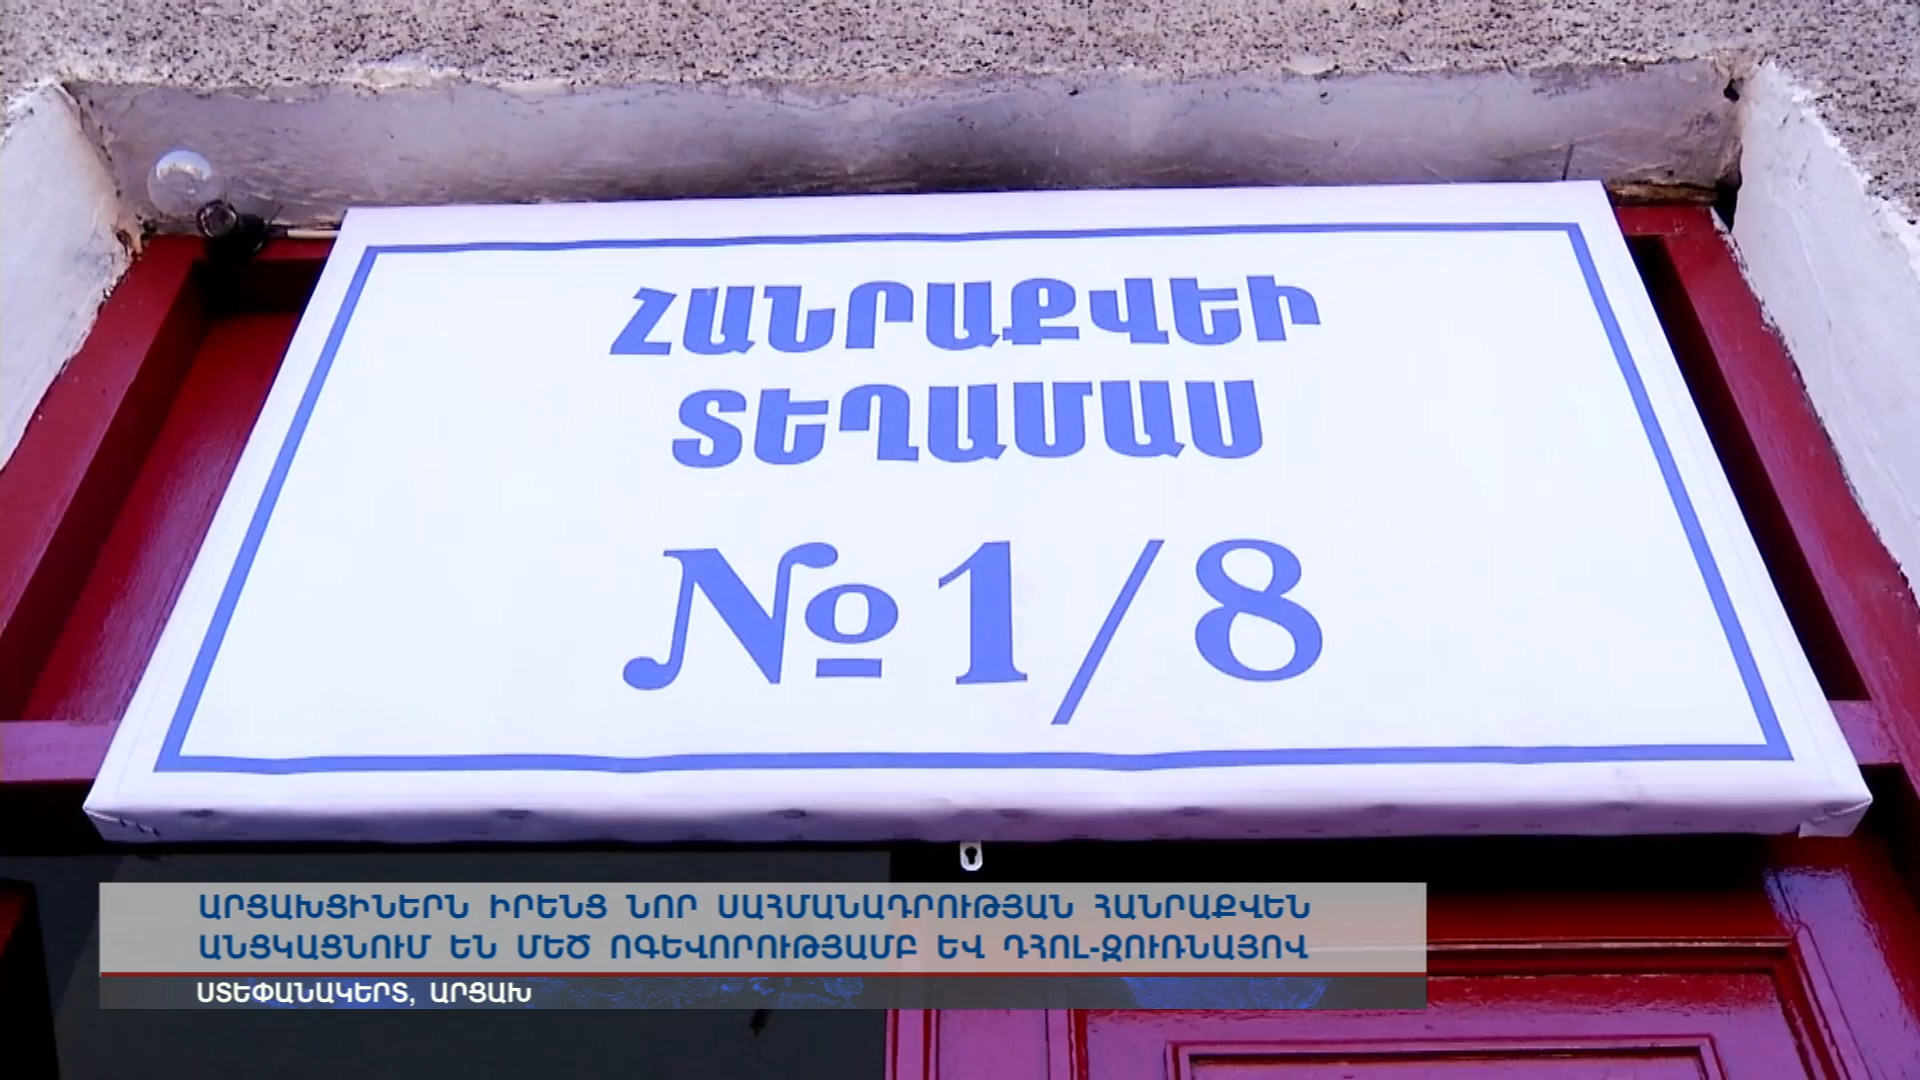 ՀԱՆՐԱՔՎԵԻ
ՏԵՂԱՄԱՍ
№1/8
ԱՐՑԱԽՑԻՆԵՐՆ ԻՐԵՆՑ ՆՈՐ ՍԱՀՄԱՆԱԴՐՈՒԹՅԱՆ ՀԱՆՐԱՔՎԵՆ
ԱՆՑԿԱՑՆՈՒՄ ԵՆ ՄԵԾ ՈԳԵՎՈՐՈՒԹՅԱՄԲ ԵՎ ԴՀՈԼ-ԶՈՒՌՆԱՅՈՎ
ՍՏԵՓԱՆԱԿԵՐՏ, ԱՐՑԱԽ